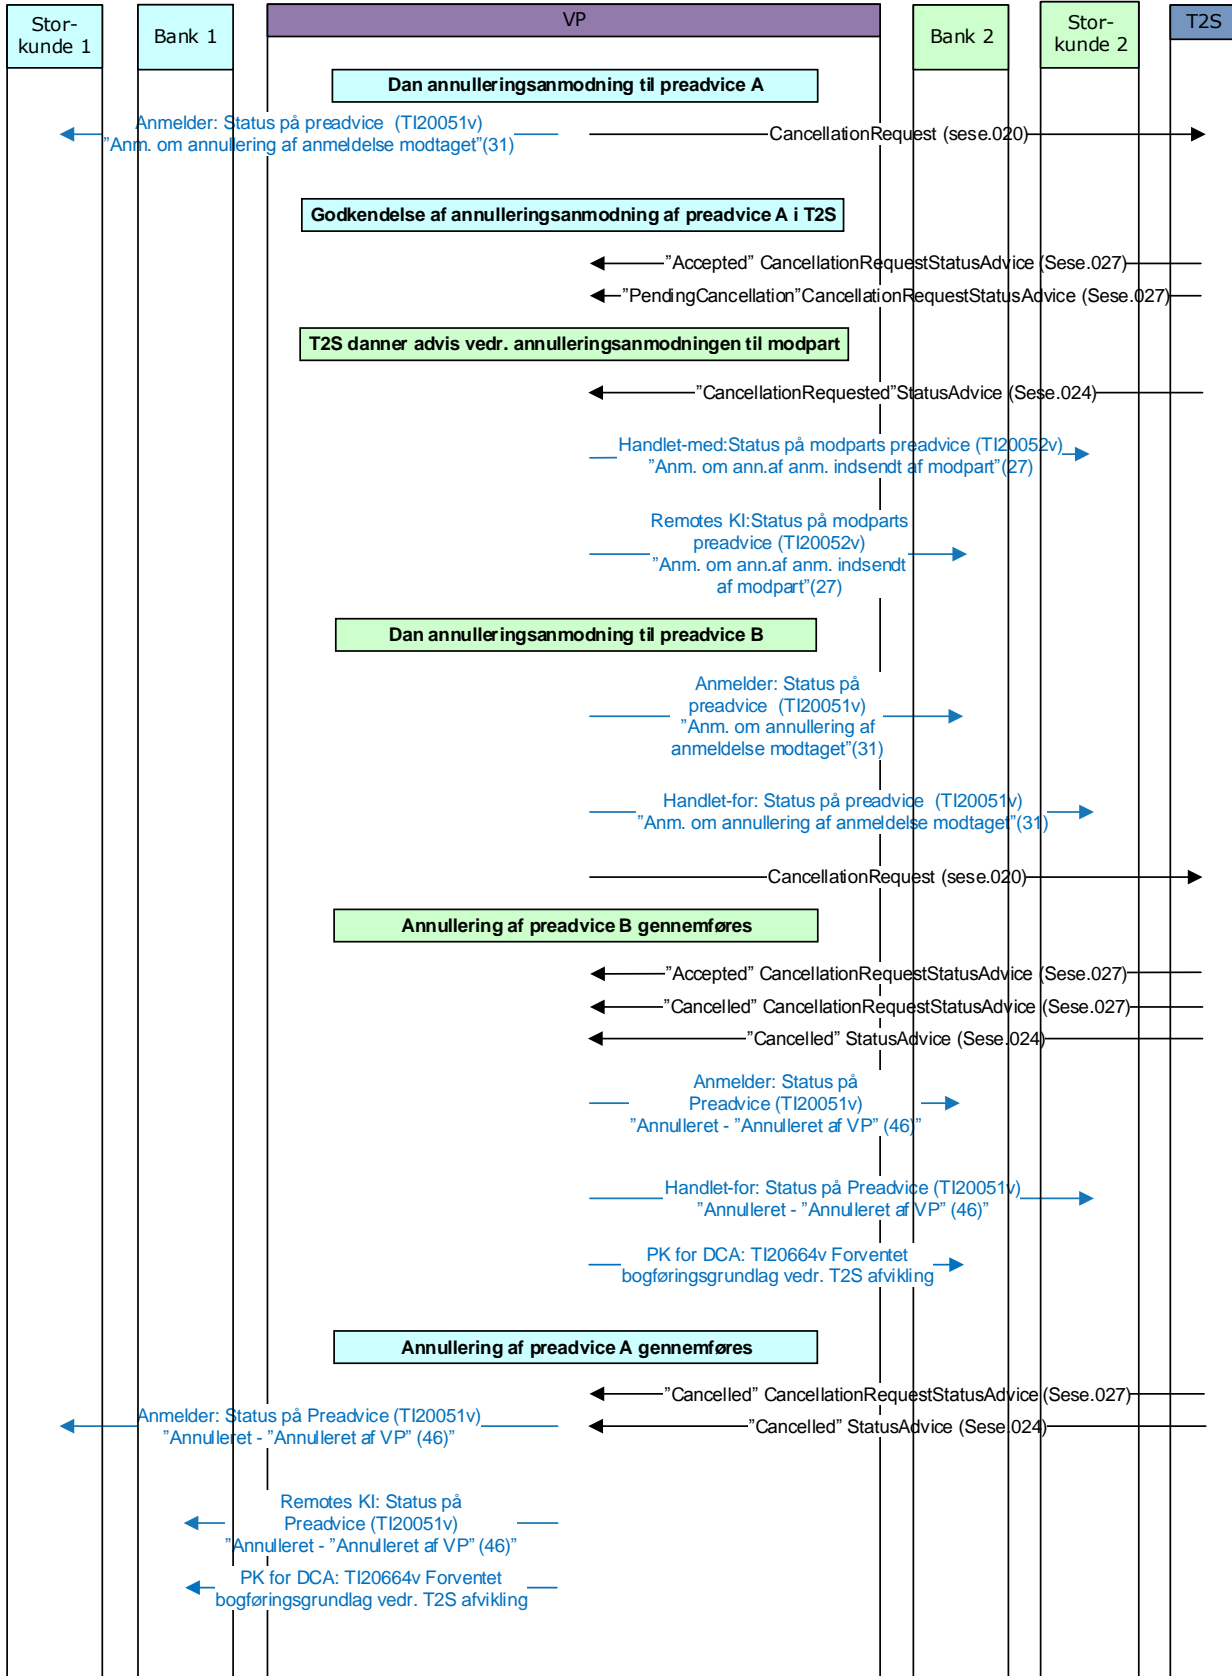 Stor-
kunde 1
Bank 1
VP
Bank 2
Stor-
kunde 2
T2S
Dan annulleringsanmodning til preadvice A
Anmelder: Status på preadvice (TI20051v)
"Anm. om annullering af anmeldelse modtaget"(31)
CancellationRequest (sese.020)
Godkendelse af annulleringsanmodning af preadvice A i T2S
"Accepted" CancellationRequestStatusAdvice (Sese.027)
"PendingCancellation"CancellationRequestStatusAdvice (Sese.027)
T2S danner advis vedr. annulleringsanmodningen til modpart
"CancellationRequested"StatusAdvice (Sese.024)
Handlet-med:Status på modparts preadvice (TI20052v)
"Anm. om ann.af anm. indsendt af modpart"(27)
Remotes KI:Status på modparts
preadvice (TI20052v)
"Anm. om ann.af anm. indsendt
af modpart"(27)
Dan annulleringsanmodning til preadvice B
Anmelder: Status på
preadvice (TI20051v)
"Anm. om annullering af
anmeldelse modtaget"(31)
Handlet-for: Status på preadvice (TI20051v)
"Anm. om annullering af anmeldelse modtaget"(31)
CancellationRequest (sese.020)
Annullering af preadvice B gennemføres
"Accepted" CancellationRequestStatusAdvice (Sese.027)
"Cancelled" CancellationRequestStatusAdvice (Sese.027)
"Cancelled" StatusAdvice (Sese.024)
Anmelder: Status på
Preadvice (TI20051v)
"Annulleret - "Annulleret af VP" (46)"
Handlet-for: Status på Preadvice (TI20051v)
"Annulleret - "Annulleret af VP" (46)"
PK for DCA: TI20664v Forventet
bogføringsgrundlag vedr. T2S afvikling
Annullering af preadvice A gennemføres
"Cancelled" CancellationRequestStatusAdvice (Sese.027)
Anmelder: Status på Preadvice (TI20051v)
"Annulleret - "Annulleret af VP" (46)"
"Cancelled" StatusAdvice (Sese.024)
Remotes KI: Status på
Preadvice (TI20051v)
"Annulleret - "Annulleret af VP" (46)"
PK for DCA: TI20664v Forventet
bogføringsgrundlag vedr. T2S afvikling